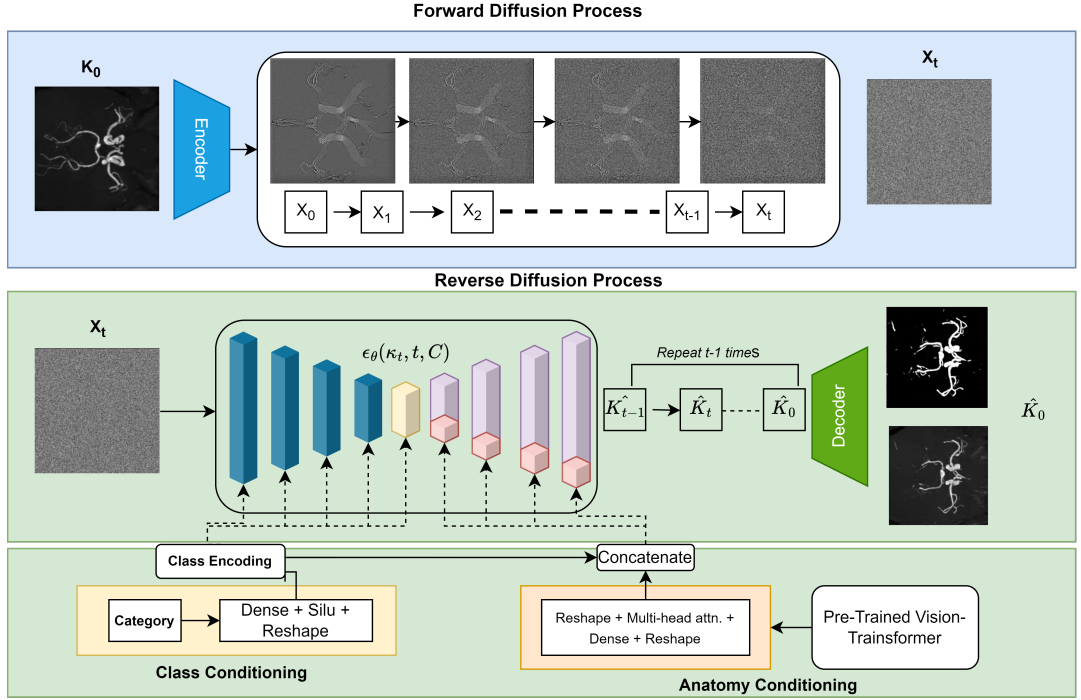 Forward Diffusion Process
K₀
Encoder
X₀
X₁
X₂
Xₜ₋₁
Xₜ
Xₜ
Reverse Diffusion Process
Xₜ
ϵ_θ(κₜ, t, C)
Repeat t-1 timeS
K̂ₜ₋₁
K̂ₜ
K̂₀
Decoder
K̂₀
Class Encoding
Concatenate
Category
Dense + Silu +
Reshape
Class Conditioning
Reshape + Multi-head attn. +
Dense + Reshape
Pre-Trained Vision-
Trainsformer
Anatomy Conditioning